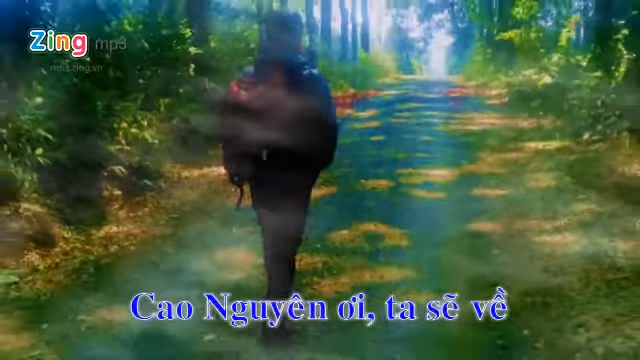 Zing mp3
mp3.zing.vn
Cao Nguyên ơi, ta sẽ về